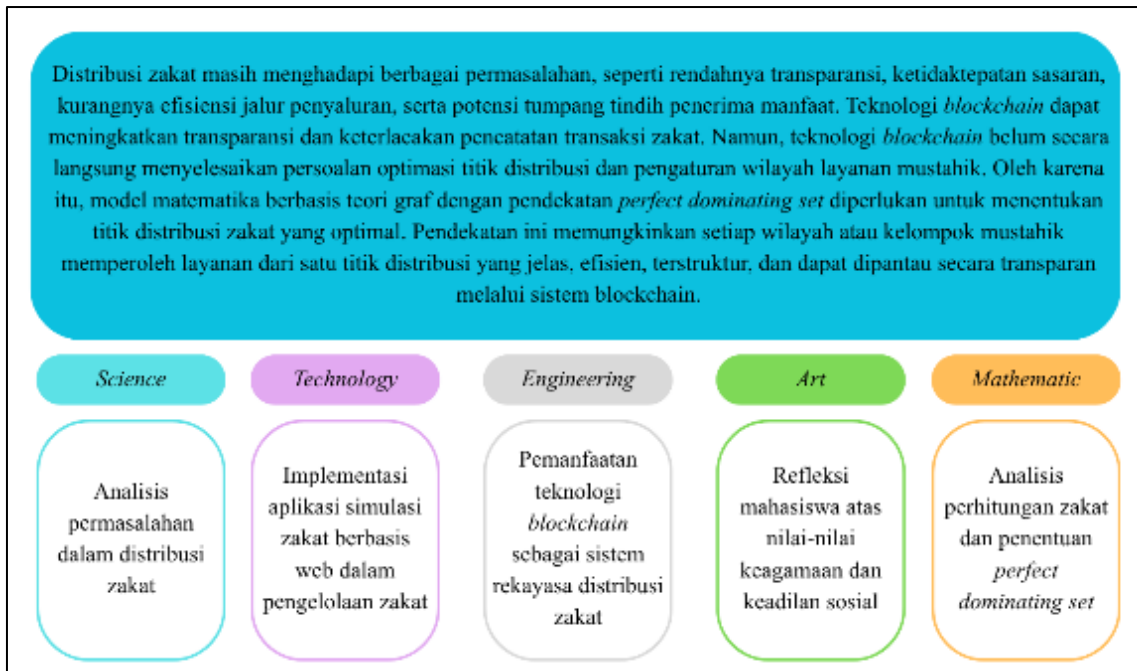 Distribusi zakat masih menghadapi berbagai permasalahan, seperti rendahnya transparansi, ketidaktepatan sasaran,
kurangnya efisiensi jalur penyaluran, serta potensi tumpang tindih penerima manfaat. Teknologi blockchain dapat
meningkatkan transparansi dan keterlacakan pencatatan transaksi zakat. Namun, teknologi blockchain belum secara
langsung menyelesaikan persoalan optimasi titik distribusi dan pengaturan wilayah layanan mustahik. Oleh karena
itu, model matematika berbasis teori graf dengan pendekatan perfect dominating set diperlukan untuk menentukan
titik distribusi zakat yang optimal. Pendekatan ini memungkinkan setiap wilayah atau kelompok mustahik
memperoleh layanan dari satu titik distribusi yang jelas, efisien, terstruktur, dan dapat dipantau secara transparan
melalui sistem blockchain.
Science
Technology
Engineering
Art
Mathematic
Analisis
permasalahan
dalam distribusi
zakat
Implementasi
aplikasi simulasi
zakat berbasis
web dalam
pengelolaan zakat
Pemanfaatan
teknologi
blockchain
sebagai sistem
rekayasa distribusi
zakat
Refleksi
mahasiswa atas
nilai-nilai
keagamaan dan
keadilan sosial
Analisis
perhitungan zakat
dan penentuan
perfect
dominating set